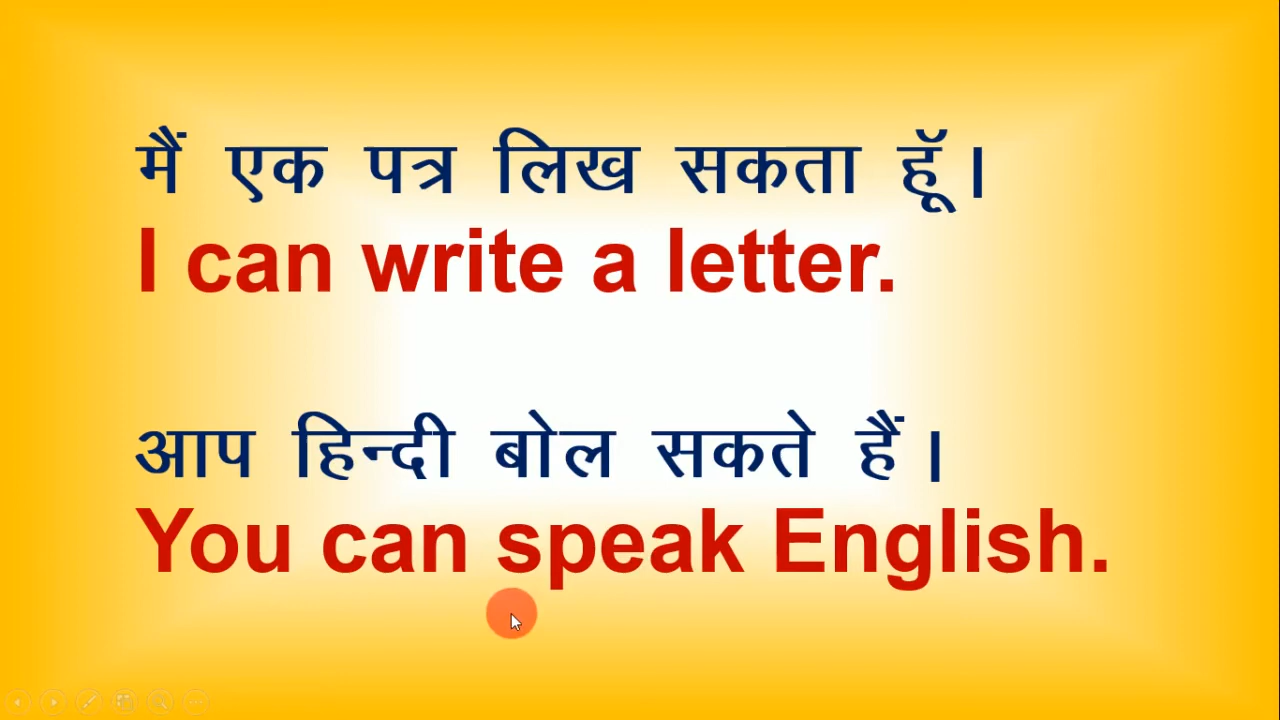 मैं एक पत्र लिख सकता हूॅ।
I can write a letter.
आप हिन्दी बोल सकते हैं।
You can speak English.